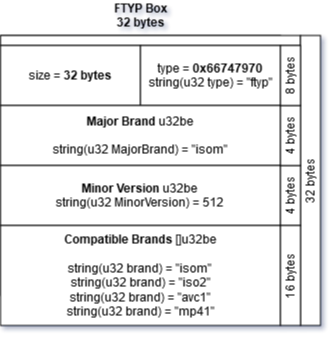 FTYP Box
32 bytes
size = 32 bytes
type = 0x66747970
string(u32 type) = "ftyp"
8 bytes
Major Brand u32be
string(u32 MajorBrand) = "isom"
4 bytes
Minor Version u32be
string(u32 MinorVersion) = 512
4 bytes
Compatible Brands []u32be
string(u32 brand) = "isom"
string(u32 brand) = "iso2"
string(u32 brand) = "avc1"
string(u32 brand) = "mp41"
16 bytes
32 bytes